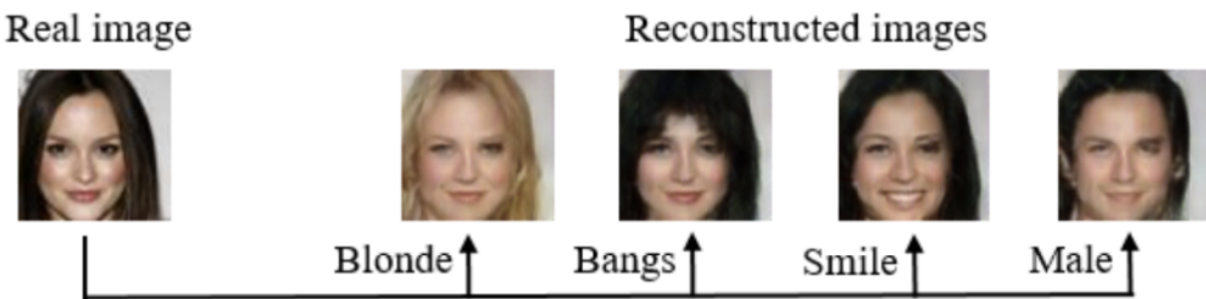 Real image
Reconstructed images
Blonde
Bangs
Smile
Male